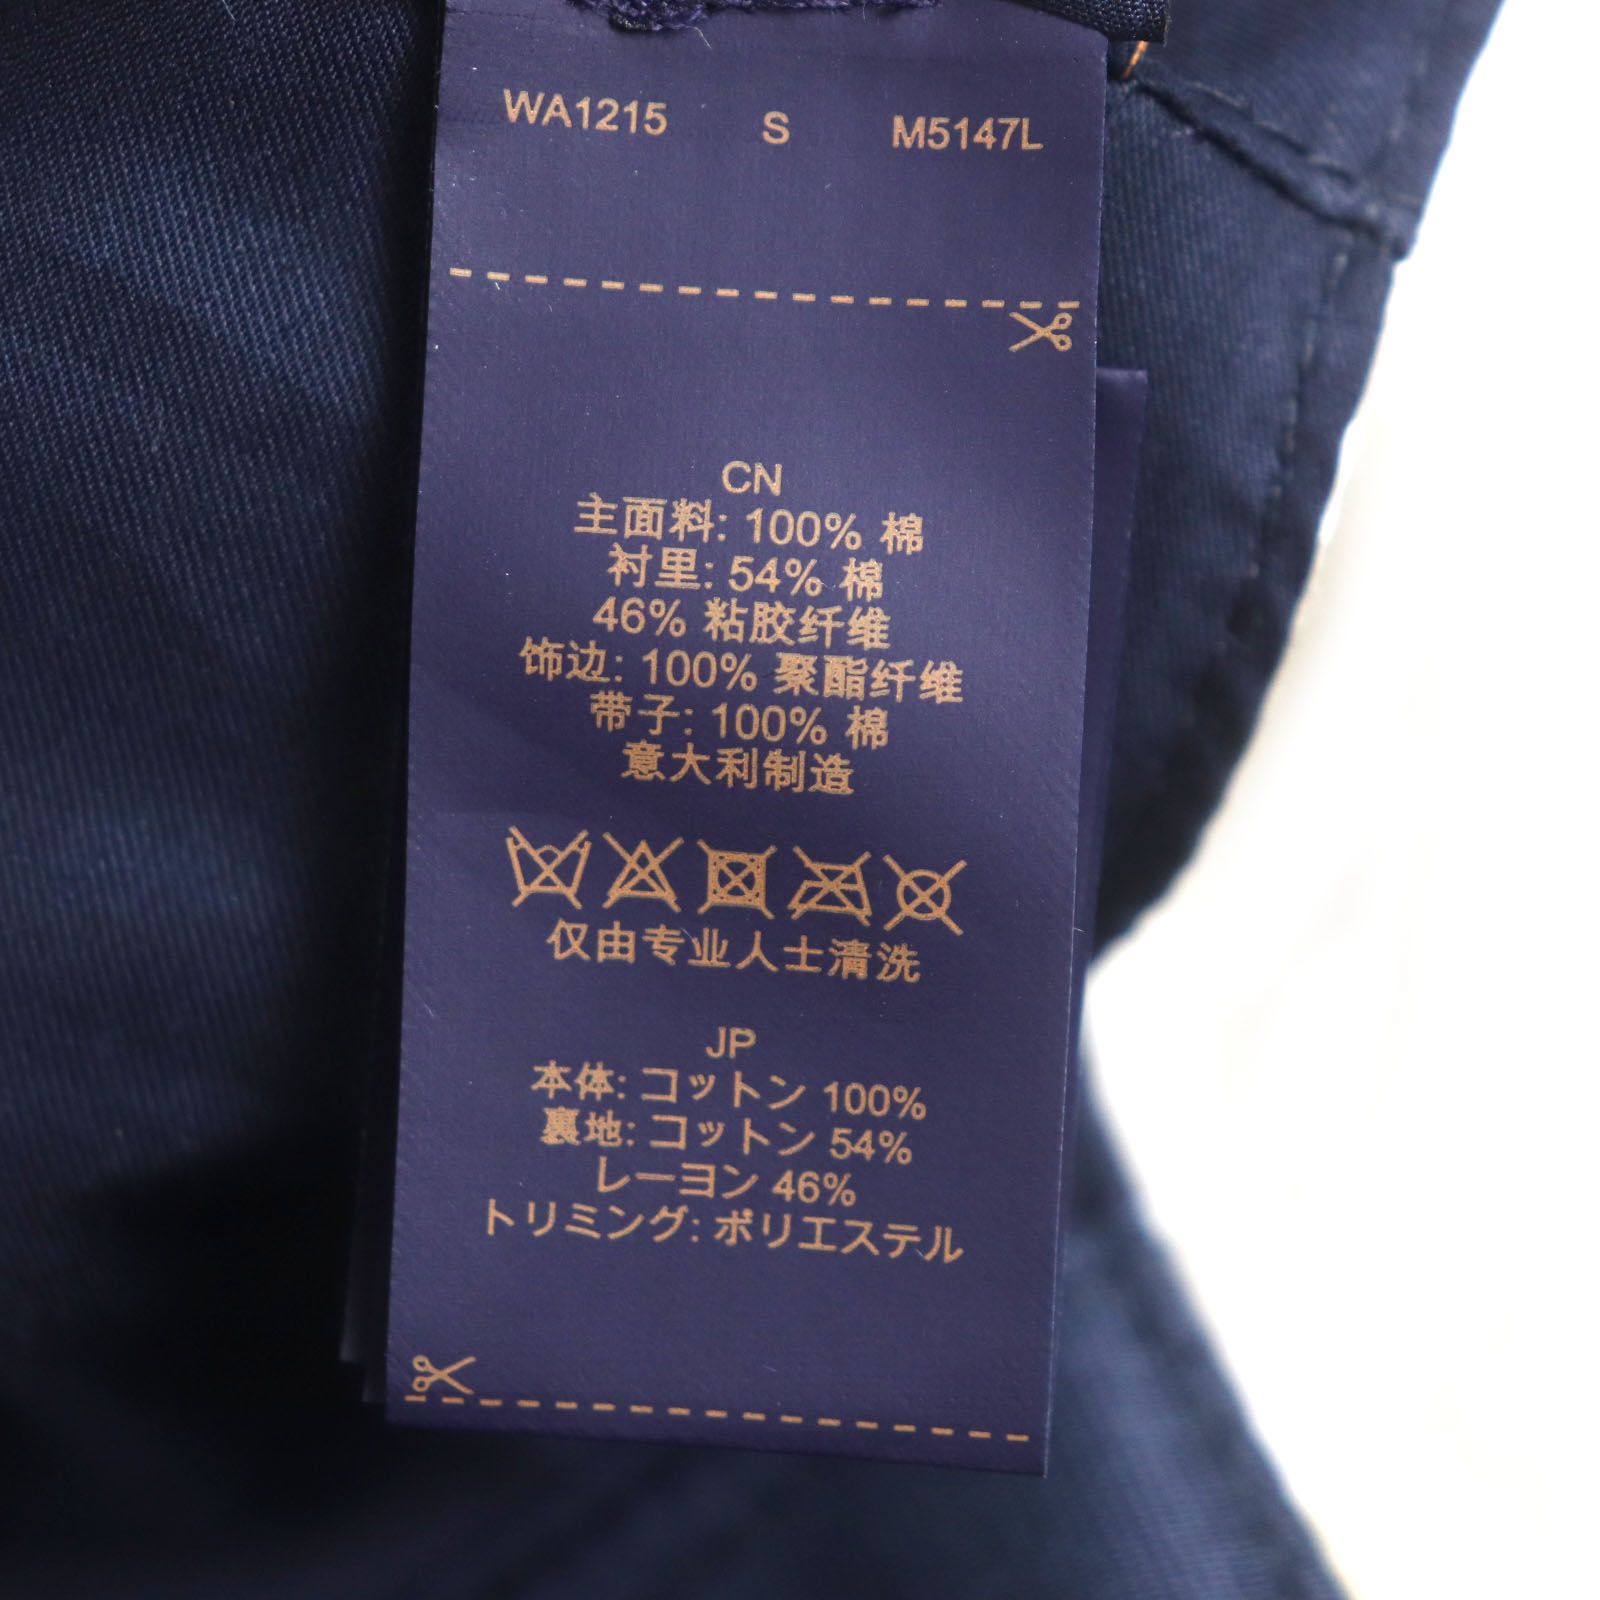 WA1215 S M5147L
CN
主面料: 100% 棉
衬里: 54% 棉
46% 粘胶纤维
饰边: 100% 聚酯纤维
带子: 100% 棉
意大利制造
仅由专业人士清洗
JP
本体: コットン 100%
裏地: コットン 54%
レーヨン 46%
トリミング: ポリエステル